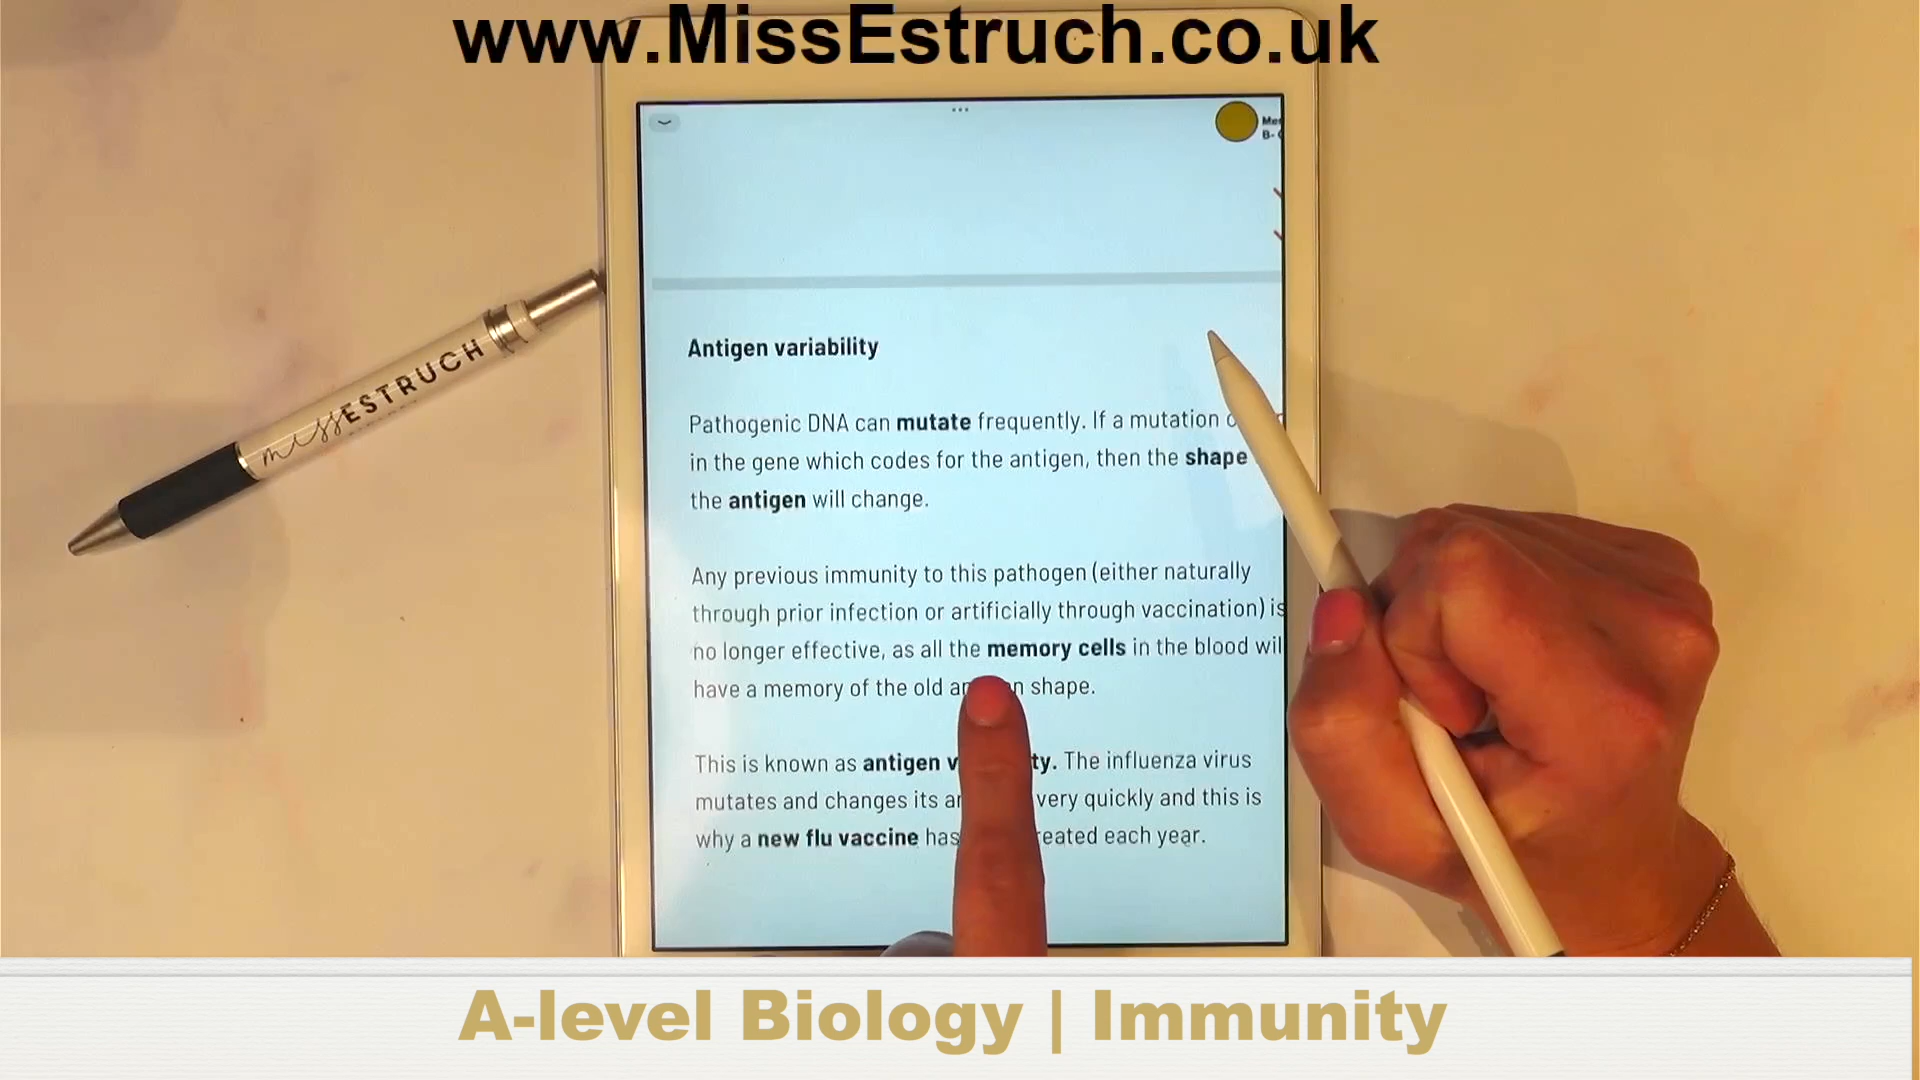 www.MissEstruch.co.uk
B-
Antigen variability
Pathogenic DNA can mutate frequently. If a mutation
in the gene which codes for the antigen, then the shape
the antigen will change.
Any previous immunity to this pathogen (either naturally
through prior infection or artificially through vaccination) is
no longer effective, as all the memory cells in the blood
have a memory of the old shape.
This is known as antigen The influenza virus
mutates and changes its very quickly and this is
why a new flu vaccine has each year.
missESTRUCH
A-level Biology | Immunity